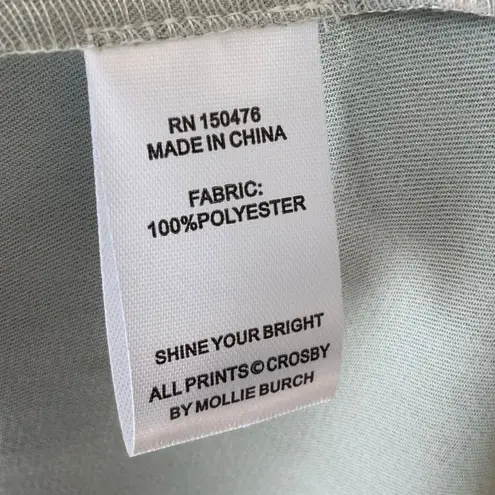 RN 150476
MADE IN CHINA
FABRIC:
100%POLYESTER
SHINE YOUR BRIGHT
ALL PRINTS©CROSBY
BY MOLLIE BURCH